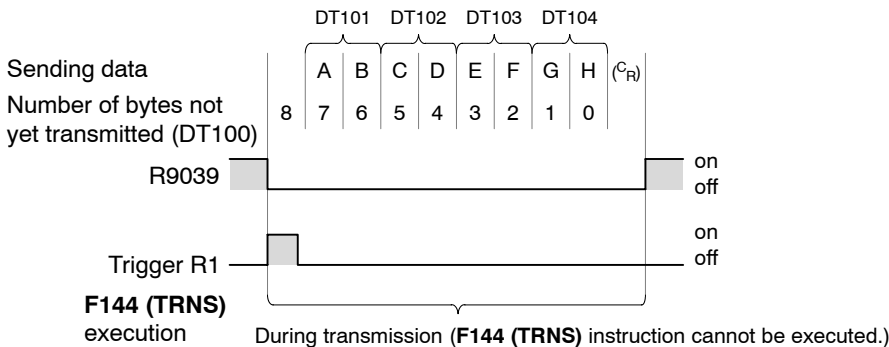 DT101 DT102 DT103 DT104
Sending data A B C D E F G H (CR)
Number of bytes not
yet transmitted (DT100) 8 7 6 5 4 3 2 1 0
R9039 on
off
on
Trigger R1 off
F144 (TRNS)
execution During transmission (F144 (TRNS) instruction cannot be executed.)